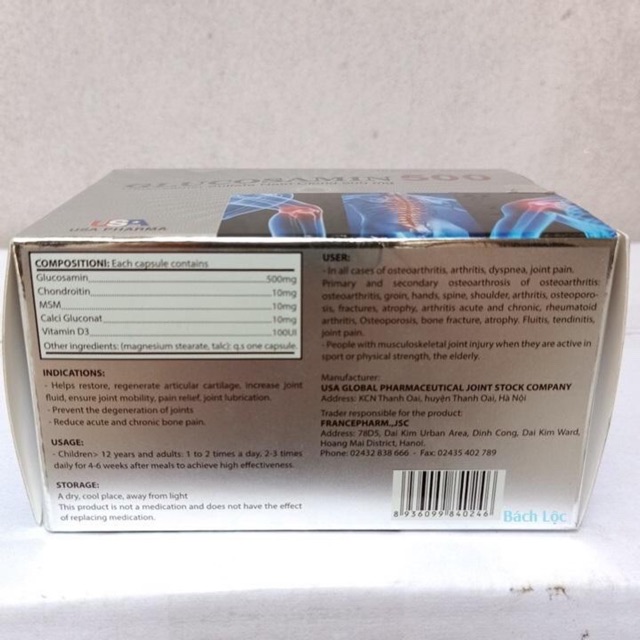 GLUCOSAMIN 500
USA
USA PHARMA
COMPOSITIONI: Each capsule contains
Glucosamin 500mg
Chondroitin 10mg
MSM 10mg
Calci Gluconat 10mg
Vitamin D3 100UI
Other ingredients: (magnesium stearate, talc): q.s one capsule
INDICATIONS:
- Helps restore, regenerate articular cartilage, increase joint
fluid, ensure joint mobility, pain relief, joint lubrication.
- Prevent the degeneration of joints
- Reduce acute and chronic bone pain.
USAGE:
- Children> 12 years and adults: 1 to 2 times a day, 2-3 times
daily for 4-6 weeks after meals to achieve high effectiveness.
STORAGE:
A dry, cool place, away from light
This product is not a medication and does not have the effect
of replacing medication.
USER:
- In all cases of osteoarthritis, arthritis, dyspnea, joint pain.
Primary and secondary osteoarthrosis of osteoarthritis:
osteoarthritis, groin, hands, spine, shoulder, arthritis, osteoporo-
sis, fractures, atrophy, arthritis acute and chronic, rheumatoid
arthritis, Osteoporosis, bone fracture, atrophy. Fluitis, tendinitis,
joint pain.
- People with musculoskeletal joint injury when they are active in
sport or physical strength, the elderly.
Manufacturer:
USA GLOBAL PHARMACEUTICAL JOINT STOCK COMPANY
Address: KCN Thanh Oai, huyện Thanh Oai, Hà Nội
Trader responsible for the product:
FRANCEPHARM.,JSC
Address: 78D5, Dai Kim Urban Area, Dinh Cong, Dai Kim Ward,
Hoang Mai District, Hanoi.
Phone: 02432 838 666 - Fax: 02435 402 789
8 936099 840246
Bách Lộc